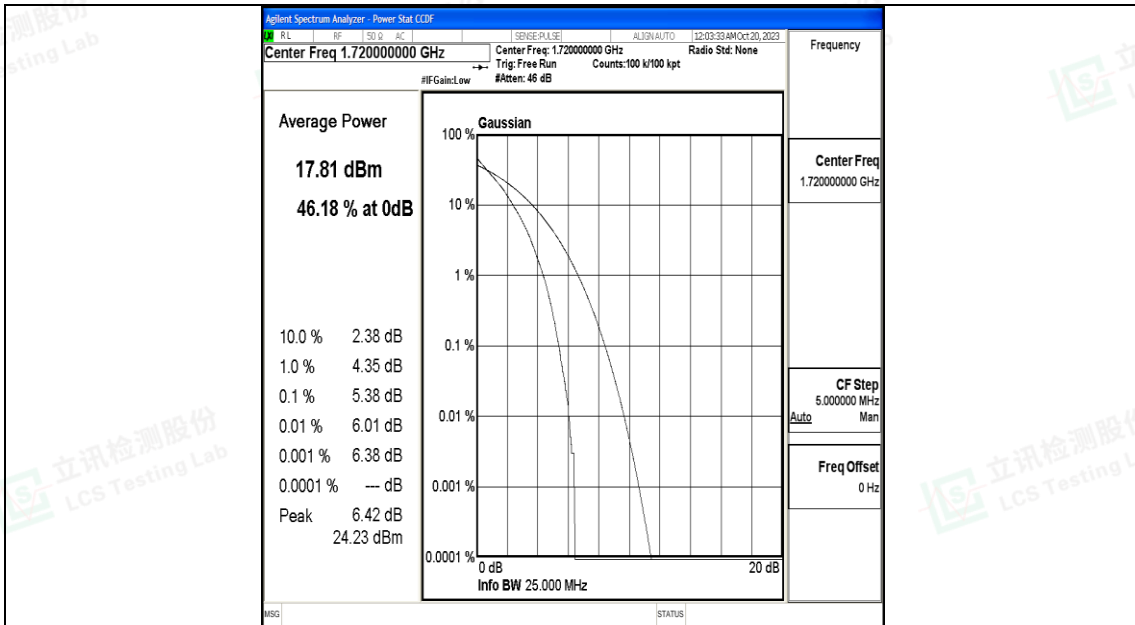 Agilent Spectrum Analyzer - Power Stat CCDF
RL RF 50 Ω AC SENSE:PULSE ALIGN AUTO 12:03:33 AM Oct 20, 2023
Center Freq 1.720000000 GHz
Center Freq: 1.720000000 GHz Radio Std: None
Trig: Free Run Counts:100 k/100 kpt
#IFGain:Low #Atten: 46 dB
Frequency
Average Power
17.81 dBm
46.18 % at 0dB
10.0 % 2.38 dB
1.0 % 4.35 dB
0.1 % 5.38 dB
0.01 % 6.01 dB
0.001 % 6.38 dB
0.0001 % --- dB
Peak 6.42 dB
24.23 dBm
Gaussian
100 %
10 %
1 %
0.1 %
0.01 %
0.001 %
0.0001 %
0 dB 20 dB
Info BW 25.000 MHz
Center Freq
1.720000000 GHz
CF Step
5.000000 MHz
Auto Man
Freq Offset
0 Hz
MSG STATUS
立讯检测股份
LCS Testing Lab
立讯检测股份
LCS Testing L
Testing Lab